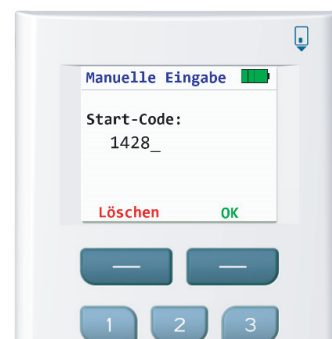 Manuelle Eingabe
Start-Code:
1428_
Löschen OK
1 2 3